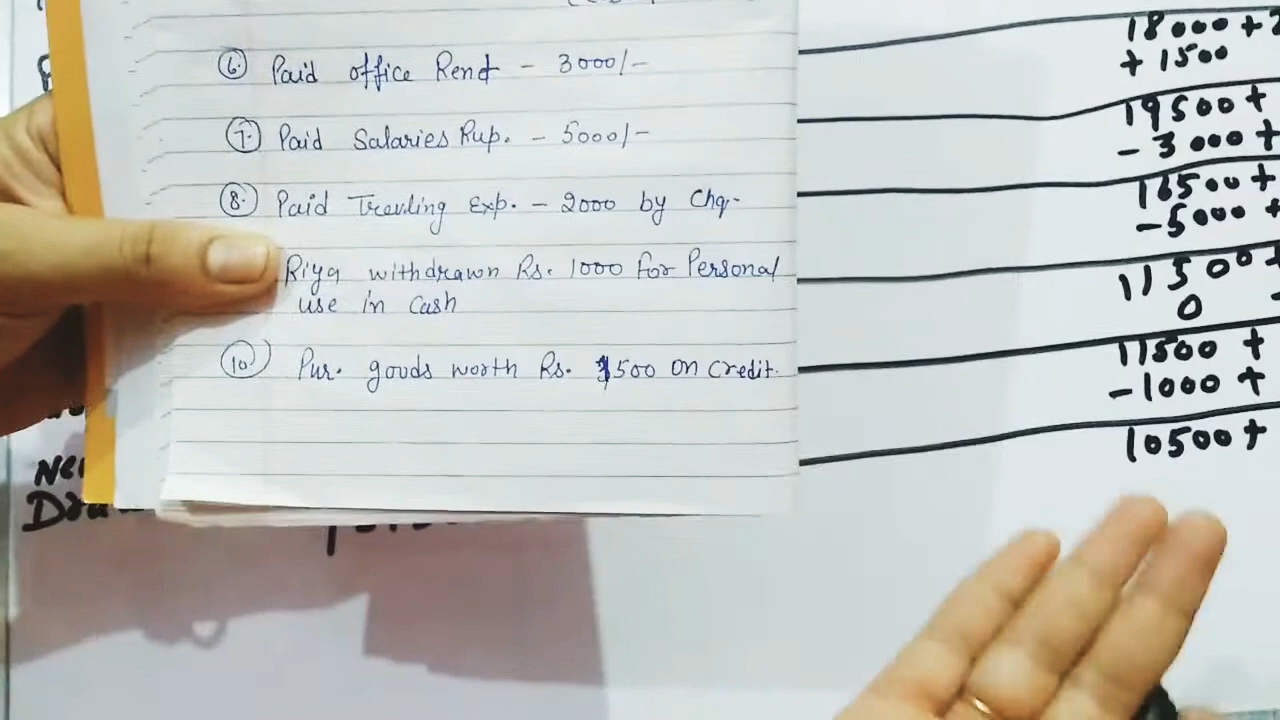 ⑥ Paid office Rent - 3000/-
⑦ Paid Salaries Rup. - 5000/-
⑧ Paid Trevling Exp. - 2000 by Chq.
Riya withdrawn Rs. 1000 for Personal
use in cash
⑩ Pur. goods worth Rs. 1500 on credit.
18000 +
+ 1500
19500 +
- 3000 +
16500 +
- 5000 +
11500 +
0 -
11500 +
- 1000 +
10500 +